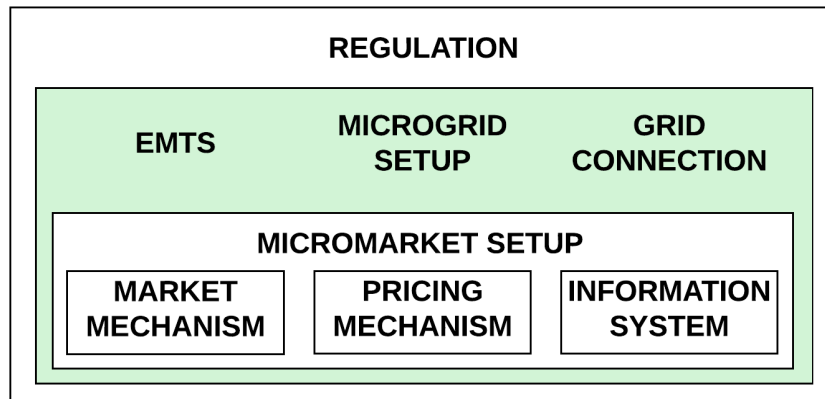 REGULATION
EMTS
MICROGRID
SETUP
GRID
CONNECTION
MICROMARKET SETUP
MARKET
MECHANISM
PRICING
MECHANISM
INFORMATION
SYSTEM